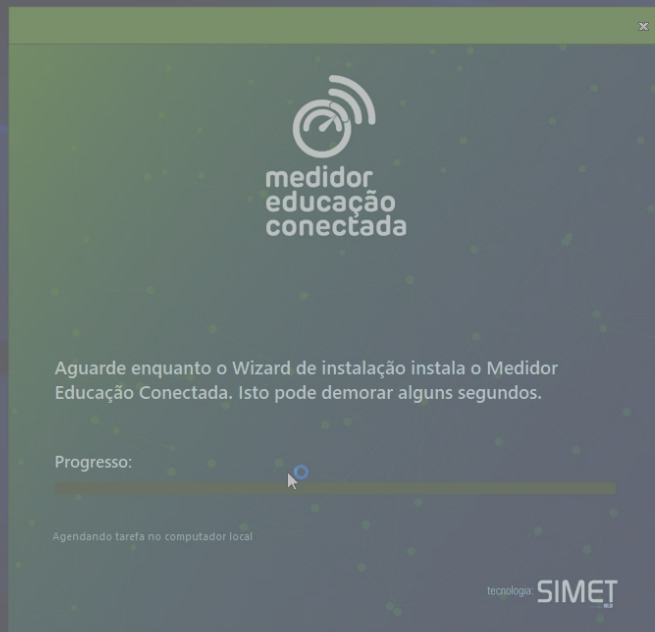 medidor
educação
conectada
Aguarde enquanto o Wizard de instalação instala o Medidor
Educação Conectada. Isto pode demorar alguns segundos.
Progresso:
Agendando tarefa no computador local
tecnologia: SIMET